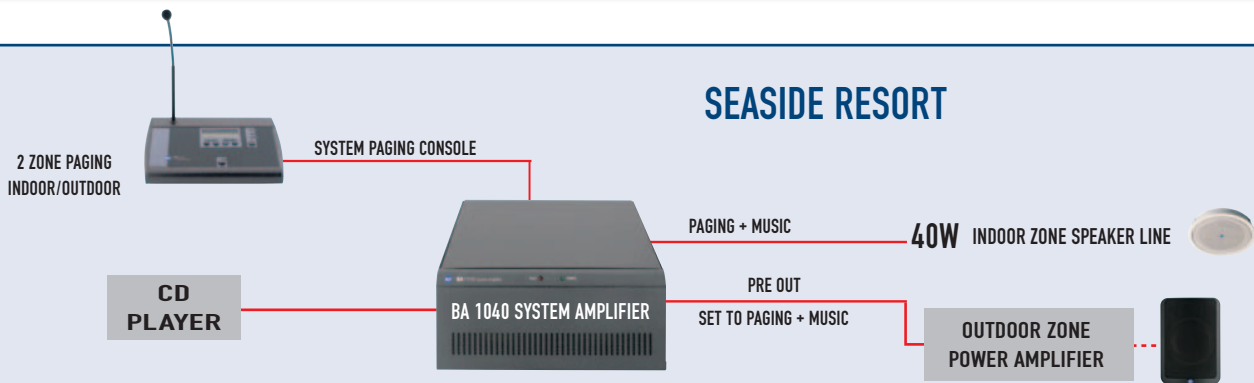 SEASIDE RESORT
2 ZONE PAGING
INDOOR/OUTDOOR
SYSTEM PAGING CONSOLE
PAGING + MUSIC
40W INDOOR ZONE SPEAKER LINE
CD
PLAYER
BA 1040 SYSTEM AMPLIFIER
PRE OUT
SET TO PAGING + MUSIC
OUTDOOR ZONE
POWER AMPLIFIER